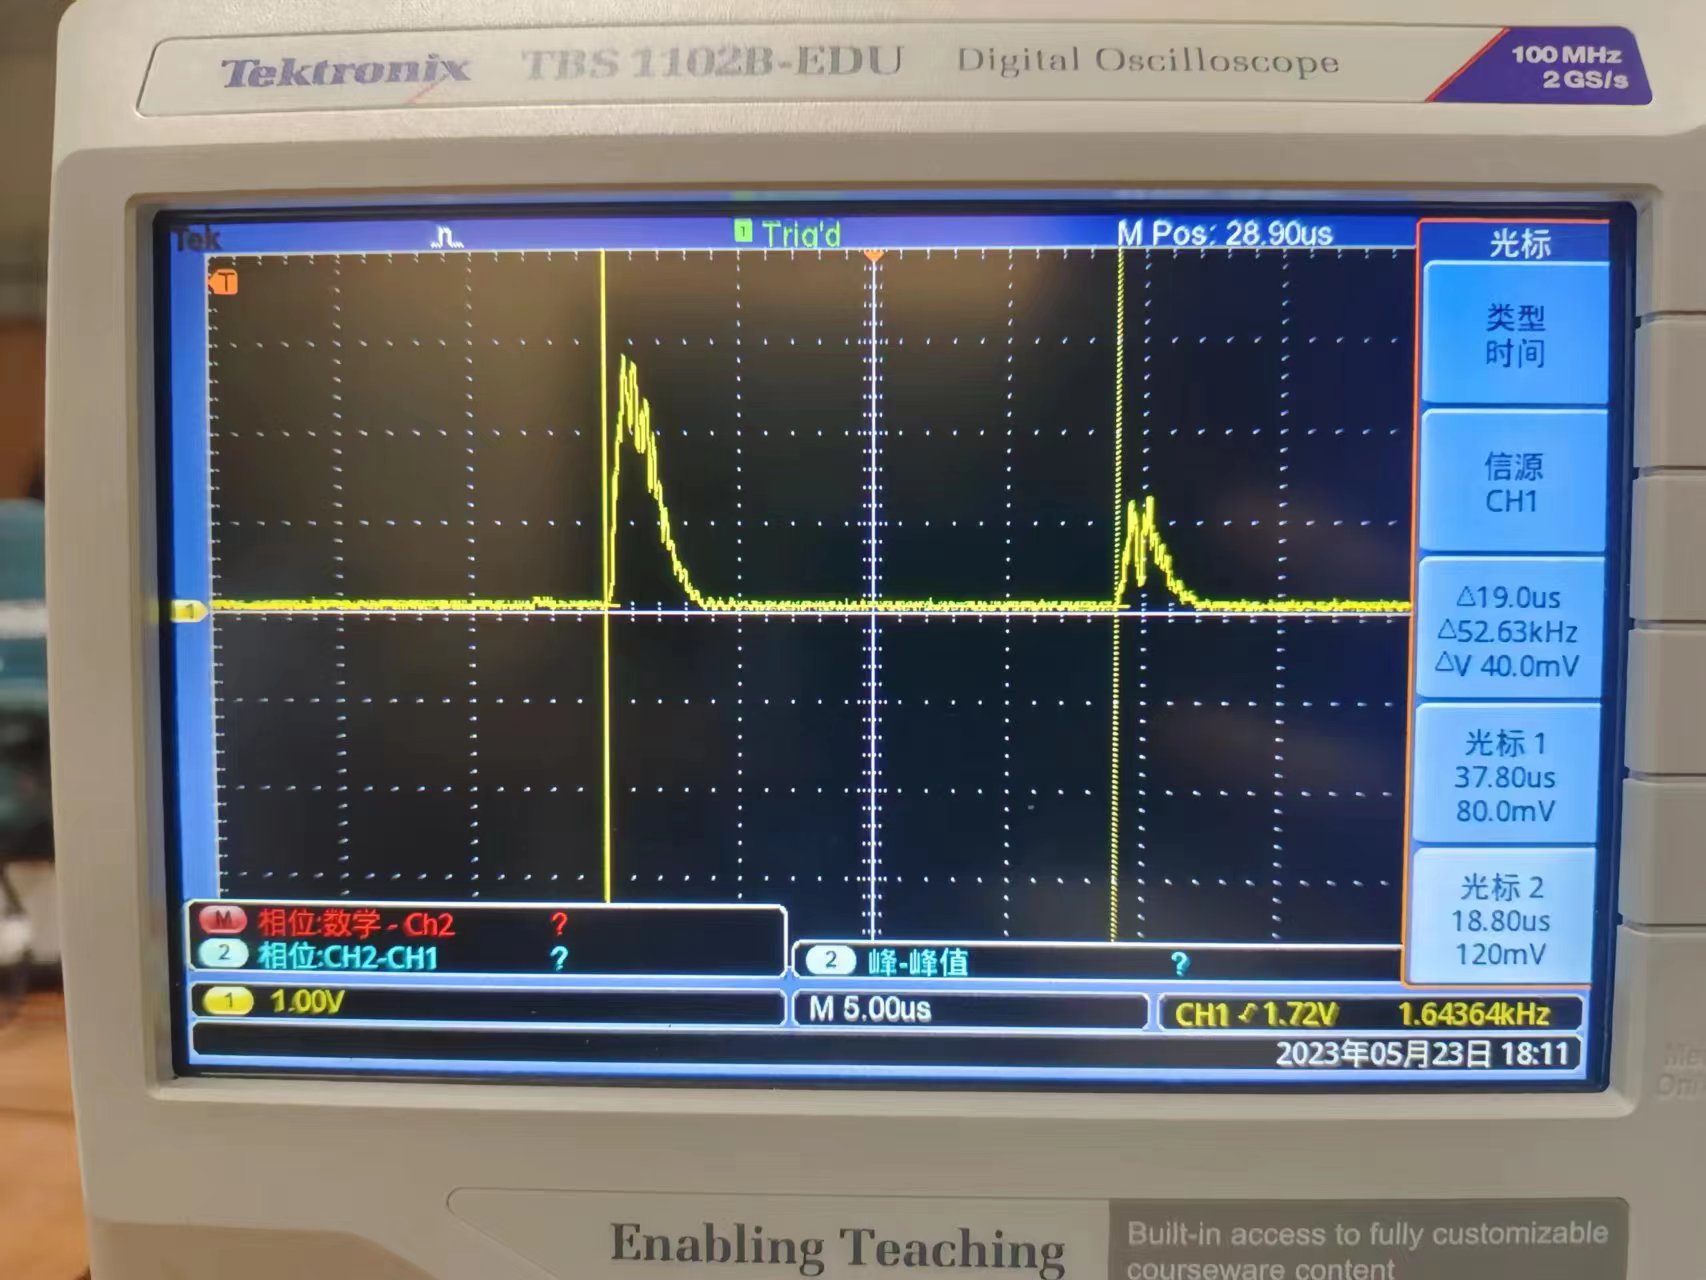 Tektronix TBS 1102B-EDU Digital Oscilloscope
100 MHz
2 GS/s
Tek
1 Trig'd
M Pos: 28.90us
T
1
光标
类型
时间
信源
CH1
△19.0us
△52.63kHz
△V 40.0mV
光标 1
37.80us
80.0mV
光标 2
18.80us
120mV
M 相位:数学 - Ch2 ?
2 相位:CH2-CH1 ?
2 峰-峰值 ?
1 1.00V
M 5.00us
CH1 1.72V 1.64364kHz
2023年05月23日 18:11
Enabling Teaching
Built-in access to fully customizable
courseware content